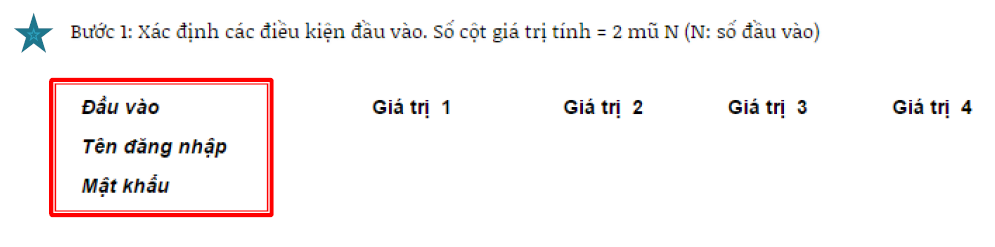 Bước 1: Xác định các điều kiện đầu vào. Số cột giá trị tính = 2 mũ N (N: số đầu vào)
Đầu vào Giá trị 1 Giá trị 2 Giá trị 3 Giá trị 4
Tên đăng nhập
Mật khẩu